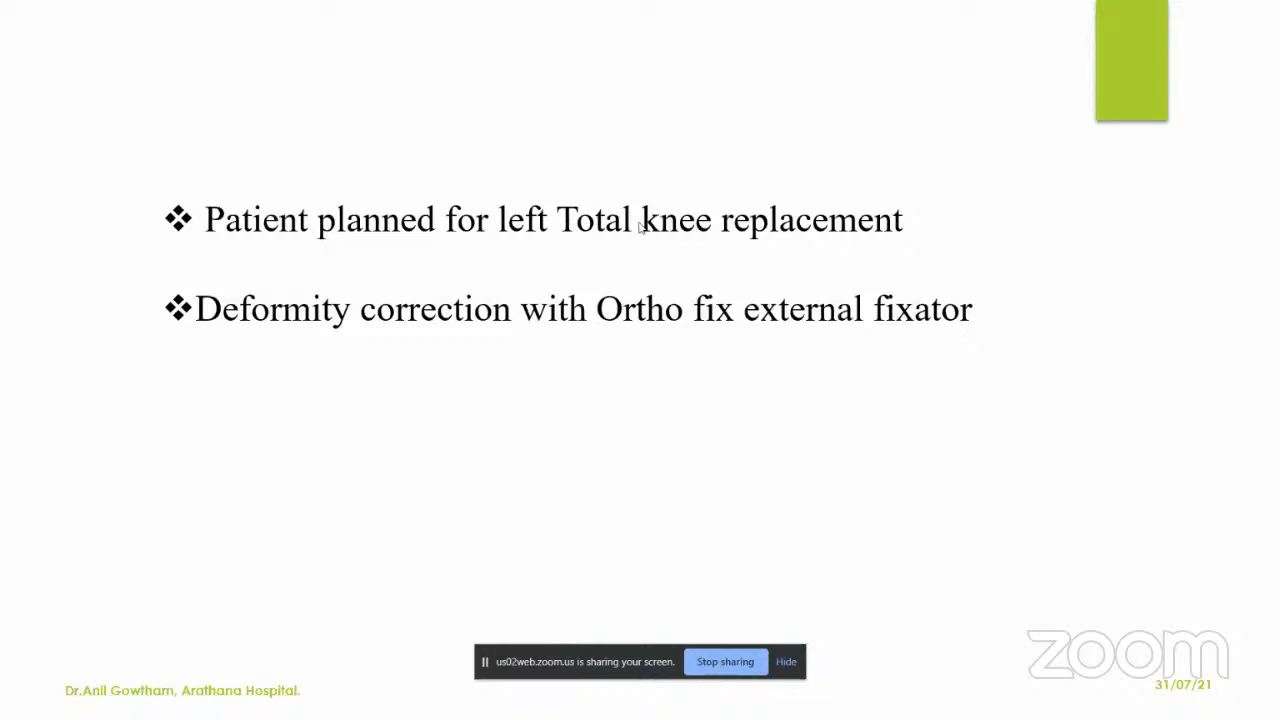 ❖ Patient planned for left Total knee replacement
❖Deformity correction with Ortho fix external fixator
us02web.zoom.us is sharing your screen. Stop sharing Hide
zoom
Dr.Anil Gowtham, Arathana Hospital.
31/07/21